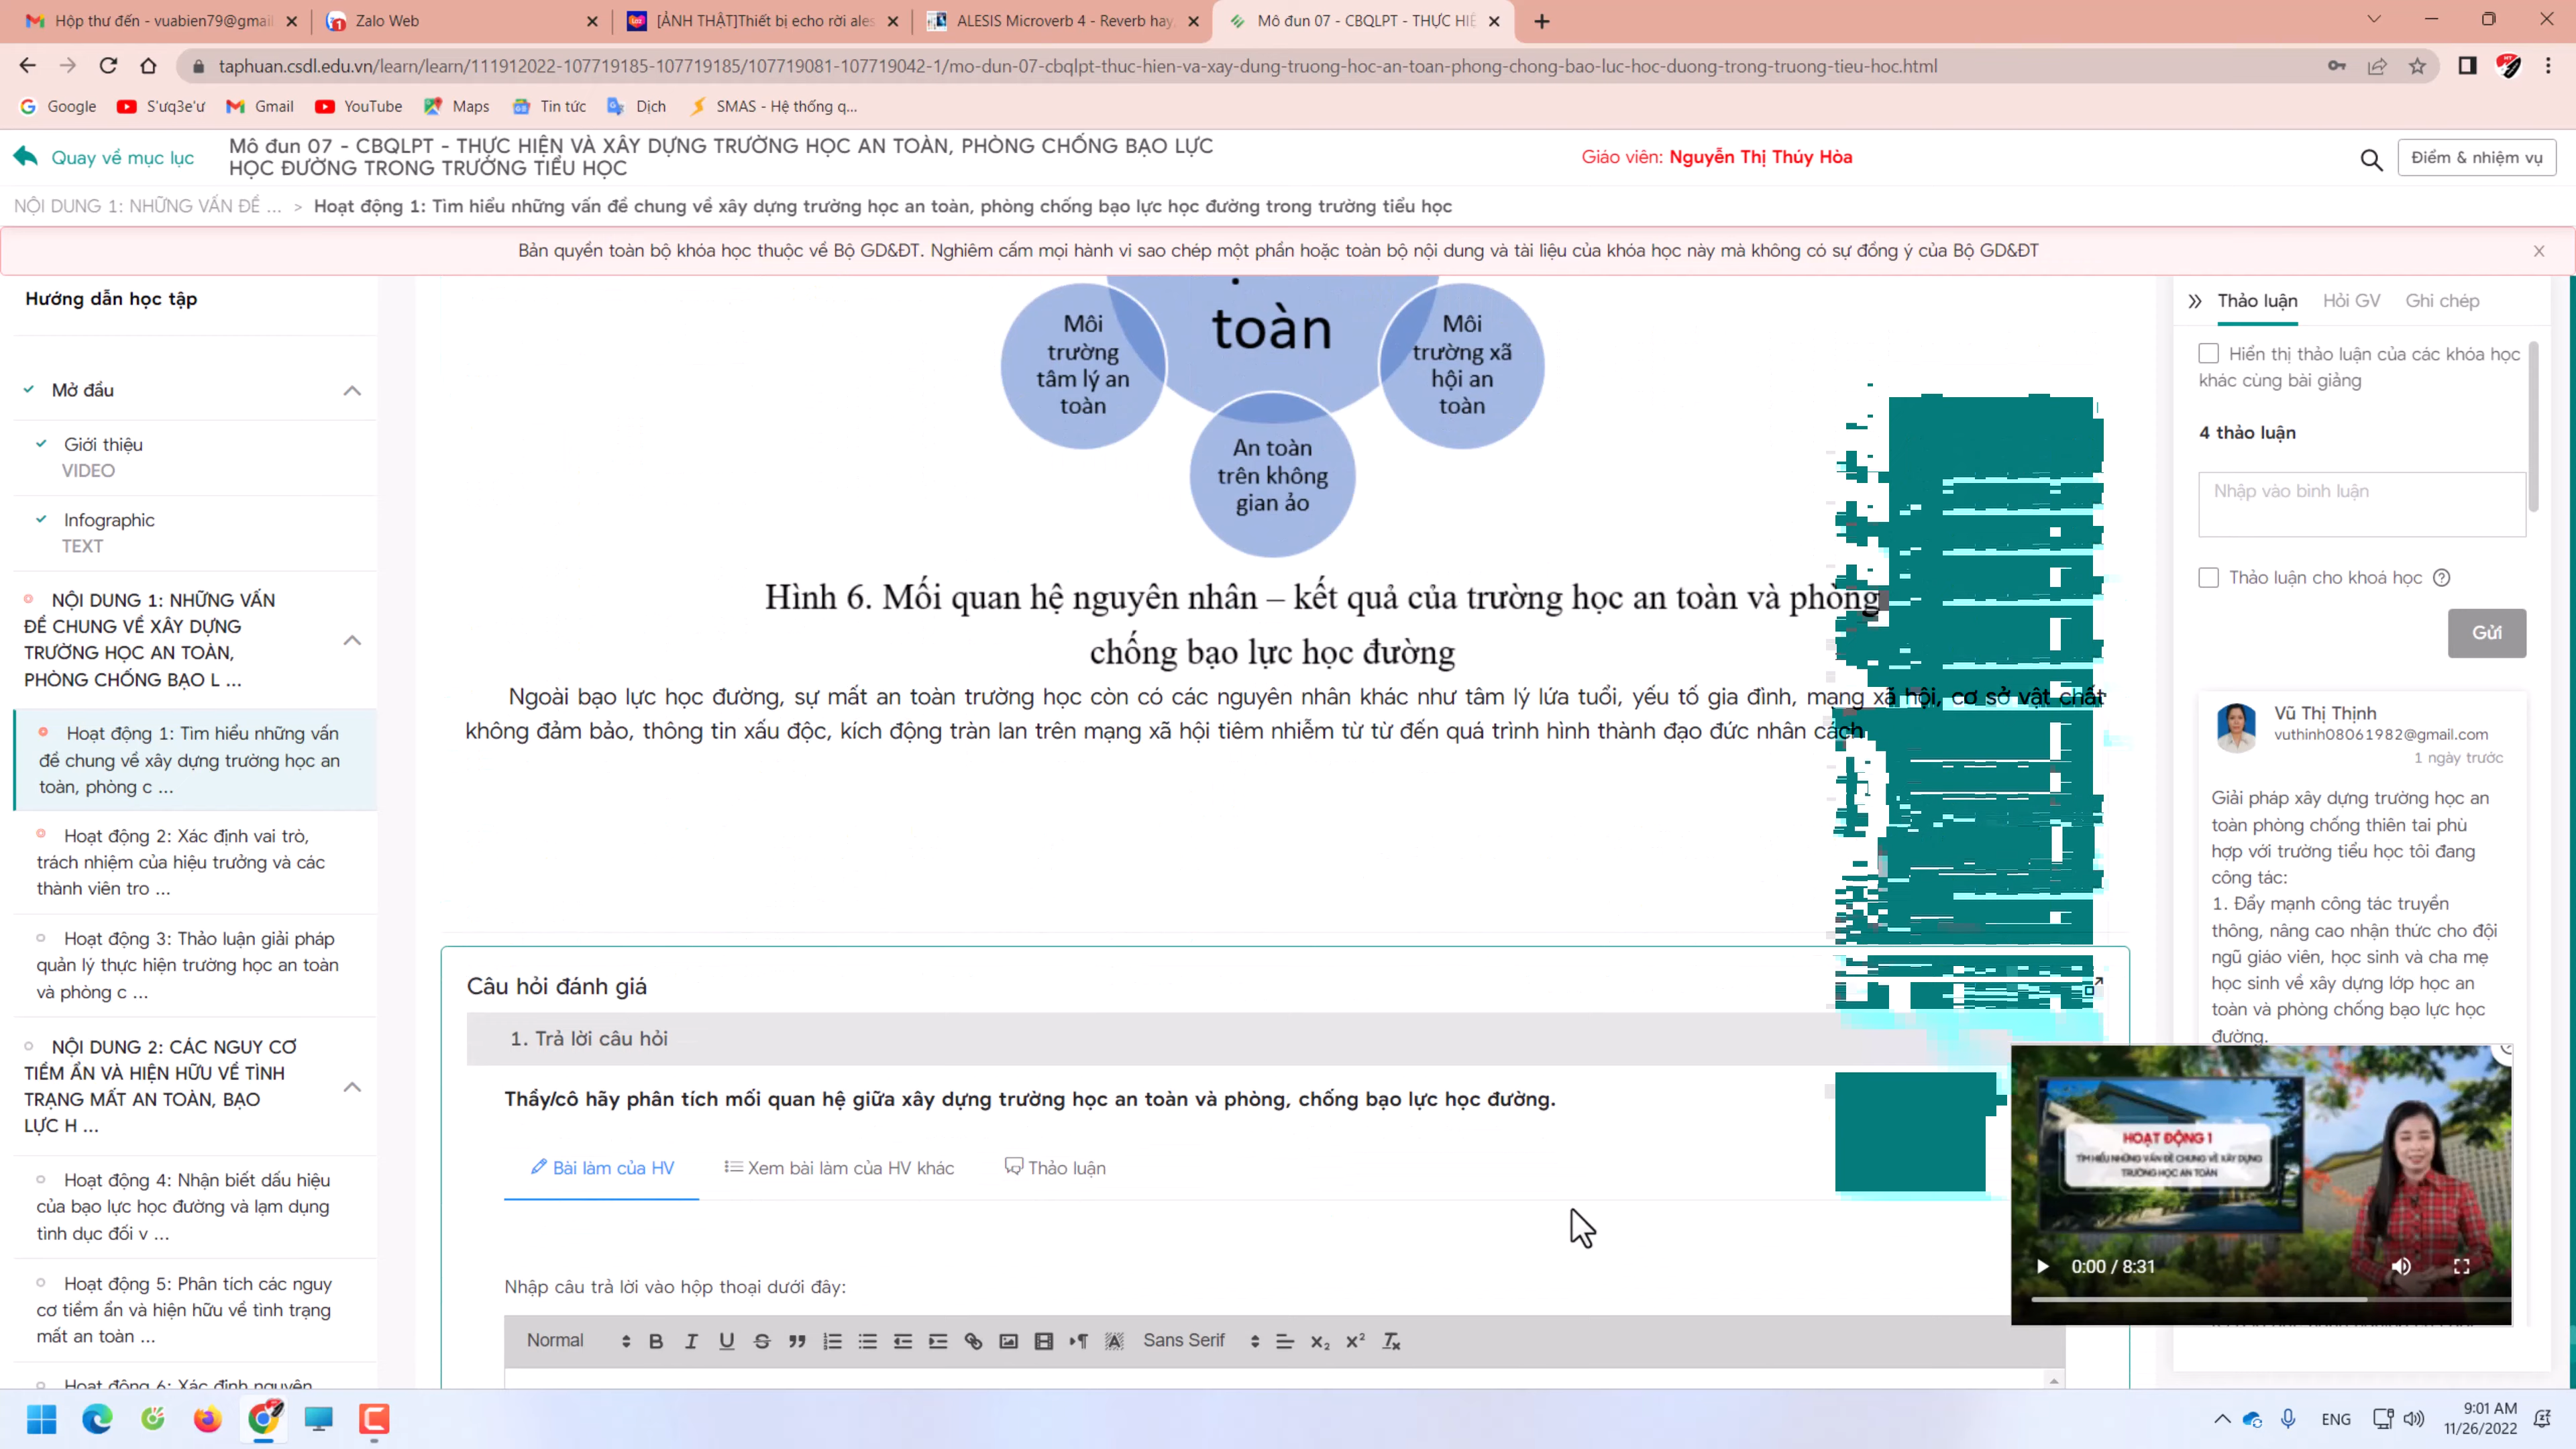 Hộp thư đến - vuabien79@gmail
Zalo Web
[ẢNH THẬT]Thiết bị echo rời ales
ALESIS Microverb 4 - Reverb hay
Mô đun 07 - CBQLPT - THỰC HIỆ
taphuan.csdl.edu.vn/learn/learn/111912022-107719185-107719185/107719081-107719042-1/mo-dun-07-cbqlpt-thuc-hien-va-xay-dung-truong-hoc-an-toan-phong-chong-bao-luc-hoc-duong-trong-truong-tieu-hoc.html
Google
S'ưq3e'ư
Gmail
YouTube
Maps
Tin tức
Dịch
SMAS - Hệ thống q...
Quay về mục lục
Mô đun 07 - CBQLPT - THỰC HIỆN VÀ XÂY DỰNG TRƯỜNG HỌC AN TOÀN, PHÒNG CHỐNG BẠO LỰC
HỌC ĐƯỜNG TRONG TRƯỜNG TIỂU HỌC
Giáo viên: Nguyễn Thị Thúy Hòa
Điểm & nhiệm vụ
NỘI DUNG 1: NHỮNG VẤN ĐỀ ... > Hoạt động 1: Tìm hiểu những vấn đề chung về xây dựng trường học an toàn, phòng chống bạo lực học đường trong trường tiểu học
Bản quyền toàn bộ khóa học thuộc về Bộ GD&ĐT. Nghiêm cấm mọi hành vi sao chép một phần hoặc toàn bộ nội dung và tài liệu của khóa học này mà không có sự đồng ý của Bộ GD&ĐT
Hướng dẫn học tập
Mở đầu
Giới thiệu
VIDEO
Infographic
TEXT
NỘI DUNG 1: NHỮNG VẤN
ĐỀ CHUNG VỀ XÂY DỰNG
TRƯỜNG HỌC AN TOÀN,
PHÒNG CHỐNG BẠO L ...
Hoạt động 1: Tìm hiểu những vấn
đề chung về xây dựng trường học an
toàn, phòng c ...
Hoạt động 2: Xác định vai trò,
trách nhiệm của hiệu trưởng và các
thành viên tro ...
Hoạt động 3: Thảo luận giải pháp
quản lý thực hiện trường học an toàn
và phòng c ...
NỘI DUNG 2: CÁC NGUY CƠ
TIỀM ẨN VÀ HIỆN HỮU VỀ TÌNH
TRẠNG MẤT AN TOÀN, BẠO
LỰC H ...
Hoạt động 4: Nhận biết dấu hiệu
của bạo lực học đường và lạm dụng
tình dục đối v ...
Hoạt động 5: Phân tích các nguy
cơ tiềm ẩn và hiện hữu về tình trạng
mất an toàn ...
Hoạt động 6: Xác định nguyên
toàn
Môi
trường
tâm lý an
toàn
Môi
trường xã
hội an
toàn
An toàn
trên không
gian ảo
Hình 6. Mối quan hệ nguyên nhân – kết quả của trường học an toàn và phòng
chống bạo lực học đường
Ngoài bạo lực học đường, sự mất an toàn trường học còn có các nguyên nhân khác như tâm lý lứa tuổi, yếu tố gia đình, mạng xã hội, cơ sở vật chất
không đảm bảo, thông tin xấu độc, kích động tràn lan trên mạng xã hội tiêm nhiễm từ từ đến quá trình hình thành đạo đức nhân cách
Câu hỏi đánh giá
1. Trả lời câu hỏi
Thầy/cô hãy phân tích mối quan hệ giữa xây dựng trường học an toàn và phòng, chống bạo lực học đường.
Bài làm của HV
Xem bài làm của HV khác
Thảo luận
Nhập câu trả lời vào hộp thoại dưới đây:
Normal
Sans Serif
Thảo luận
Hỏi GV
Ghi chép
Hiển thị thảo luận của các khóa học
khác cùng bài giảng
4 thảo luận
Nhập vào bình luận
Thảo luận cho khoá học
Gửi
Vũ Thị Thịnh
vuthinh08061982@gmail.com
1 ngày trước
Giải pháp xây dựng trường học an
toàn phòng chống thiên tai phù
hợp với trường tiểu học tôi đang
công tác:
1. Đẩy mạnh công tác truyền
thông, nâng cao nhận thức cho đội
ngũ giáo viên, học sinh và cha mẹ
học sinh về xây dựng lớp học an
toàn và phòng chống bạo lực học
đường.
HOẠT ĐỘNG 1
TÌM HIỂU NHỮNG VẤN ĐỀ CHUNG VỀ XÂY DỰNG
TRƯỜNG HỌC AN TOÀN
0:00 / 8:31
ENG
9:01 AM
11/26/2022